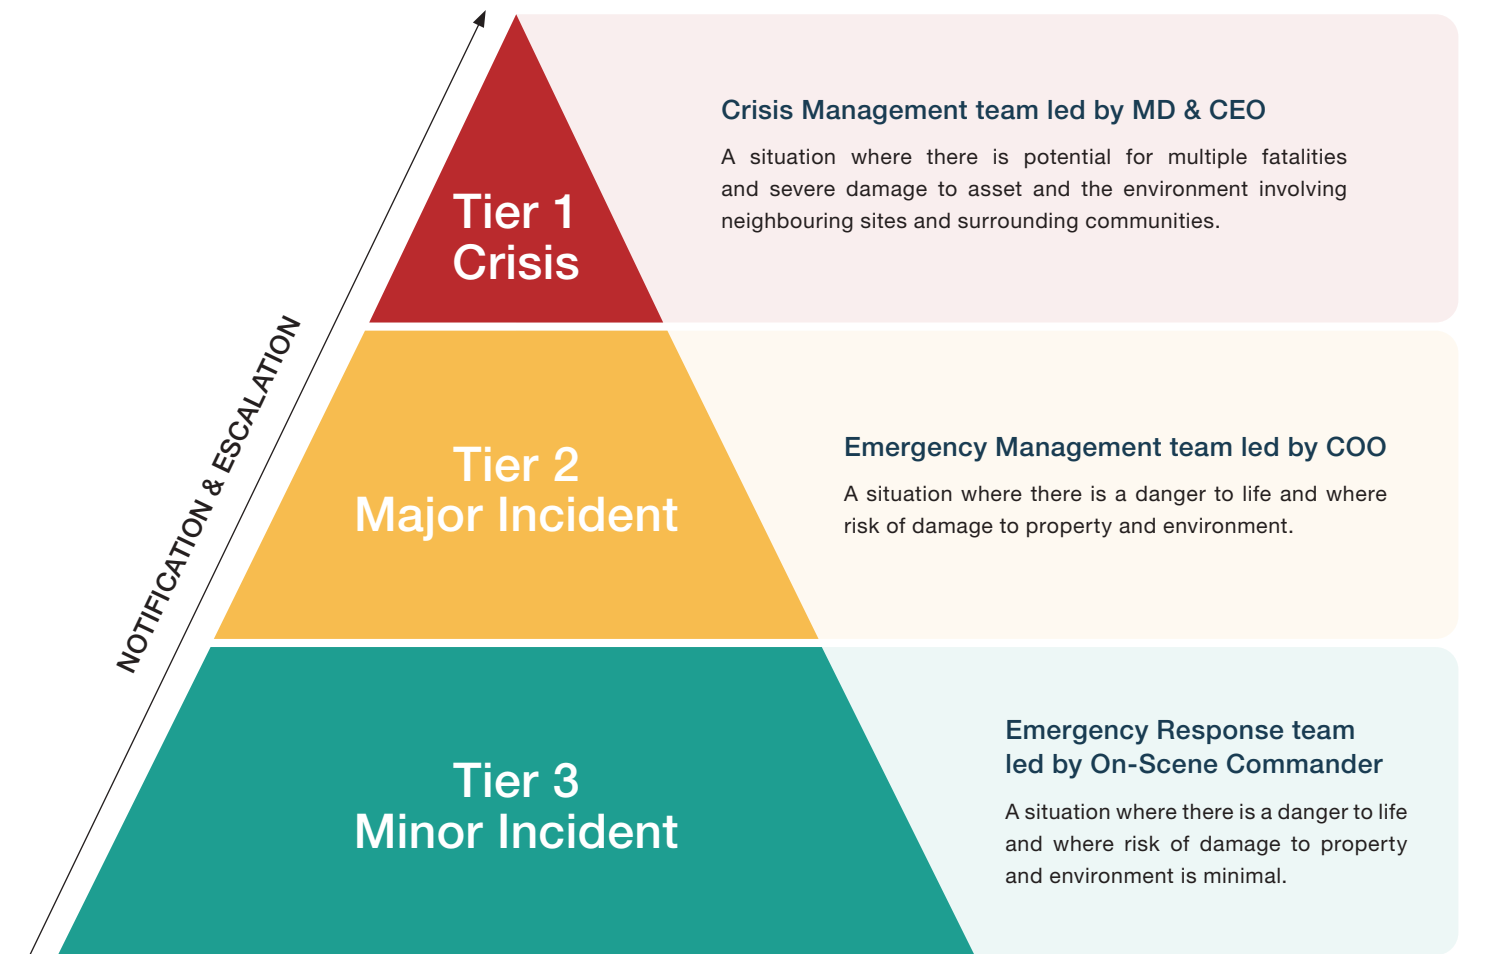 Tier 1
Crisis
Crisis Management team led by MD & CEO
A situation where there is potential for multiple fatalities
and severe damage to asset and the environment involving
neighbouring sites and surrounding communities.
NOTIFICATION & ESCALATION
Tier 2
Major Incident
Emergency Management team led by COO
A situation where there is a danger to life and where
risk of damage to property and environment.
Tier 3
Minor Incident
Emergency Response team
led by On-Scene Commander
A situation where there is a danger to life
and where risk of damage to property
and environment is minimal.